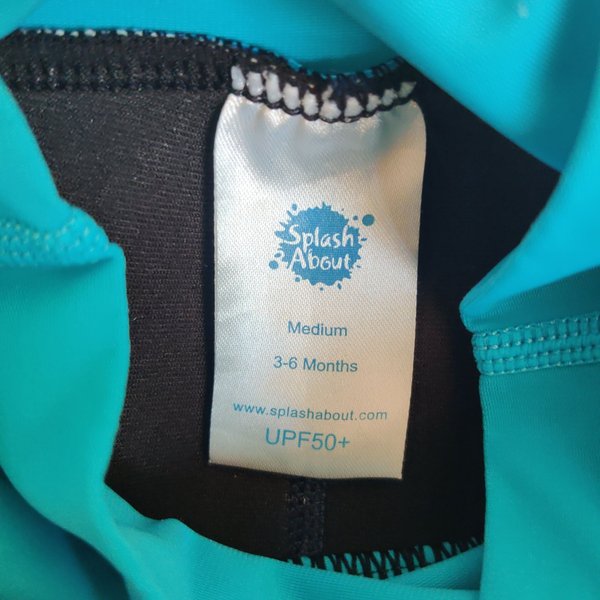 Splash
About
Medium
3-6 Months
www.splashabout.com
UPF50+